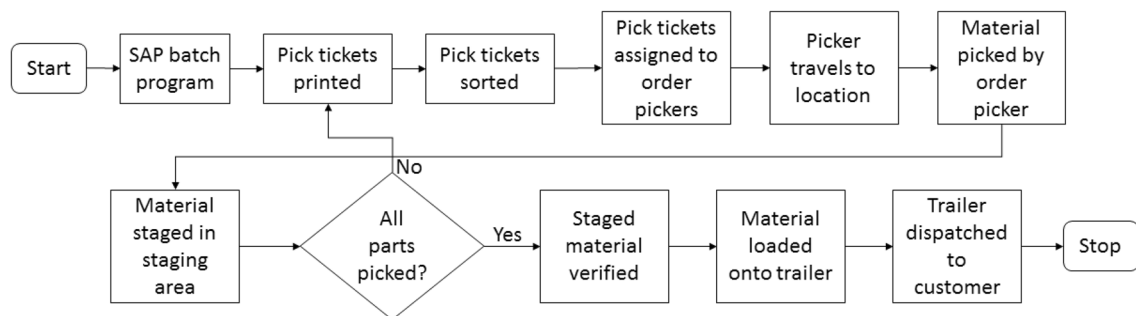 Start
SAP batch
program
Pick tickets
printed
Pick tickets
sorted
Pick tickets
assigned to
order
pickers
Picker
travels to
location
Material
picked by
order
picker
No
Material
staged in
staging
area
All
parts
picked?
Yes
Staged
material
verified
Material
loaded
onto trailer
Trailer
dispatched
to
customer
Stop